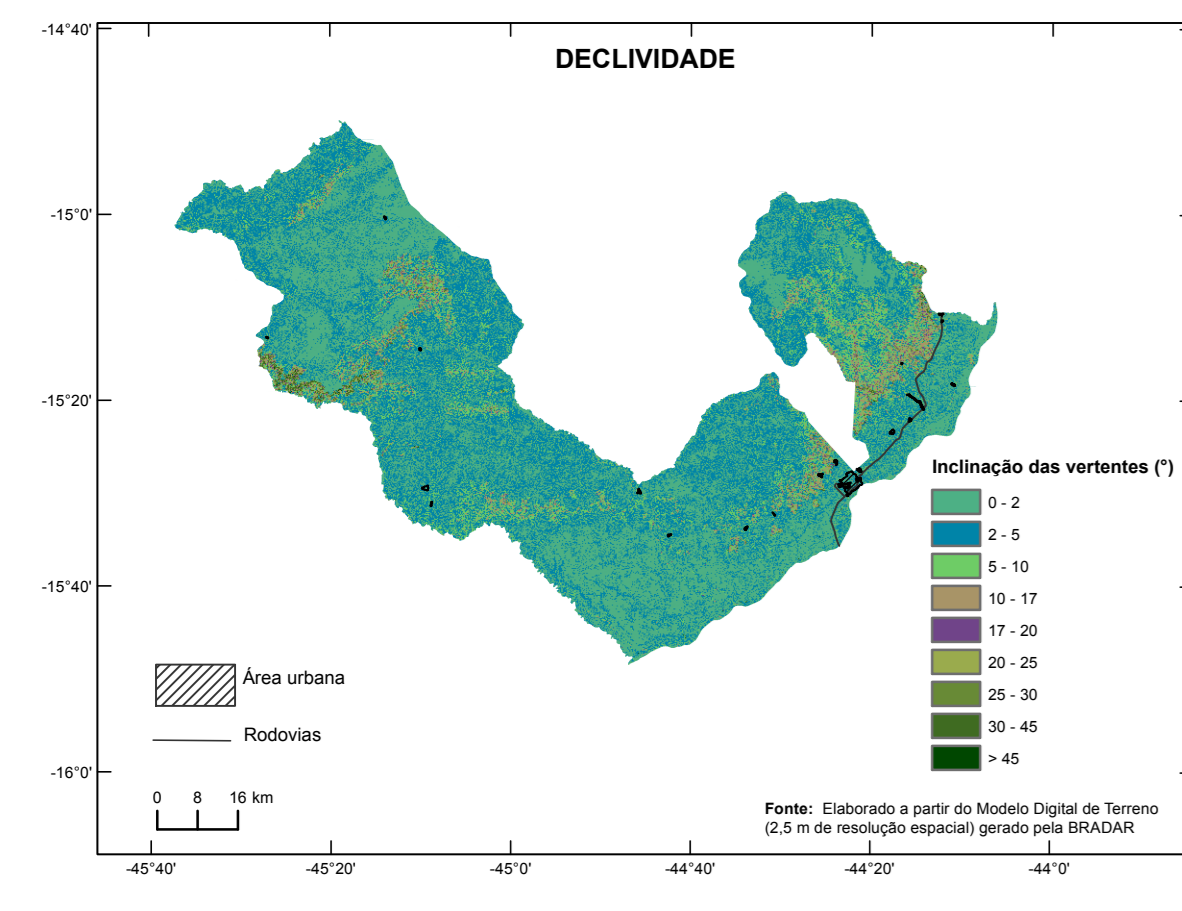 DECLIVIDADE
-14°40'
-15°0'
-15°20'
-15°40'
-16°0'
Inclinação das vertentes (°)
0 - 2
2 - 5
5 - 10
10 - 17
17 - 20
20 - 25
25 - 30
30 - 45
> 45
Área urbana
Rodovias
0 8 16 km
Fonte: Elaborado a partir do Modelo Digital de Terreno
(2,5 m de resolução espacial) gerado pela BRADAR
-45°40' -45°20' -45°0' -44°40' -44°20' -44°0'